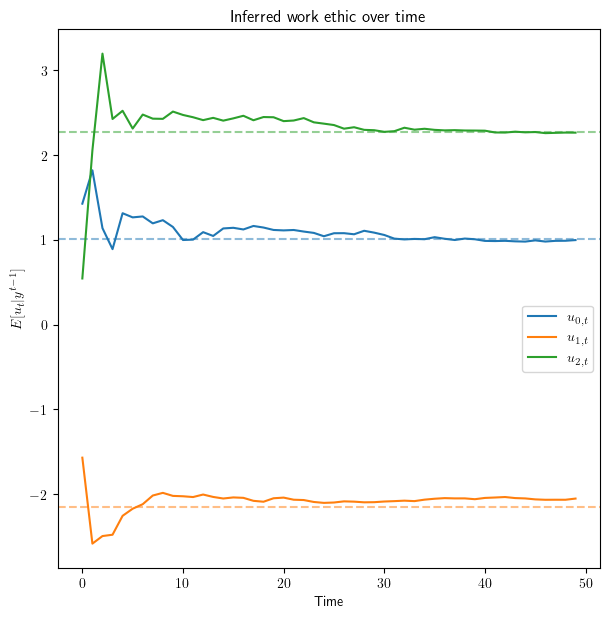 Inferred work ethic over time
E[u_t|y^{t−1}]
3
2
1
0
−1
−2
u_{0,t}
u_{1,t}
u_{2,t}
0 10 20 30 40 50
Time